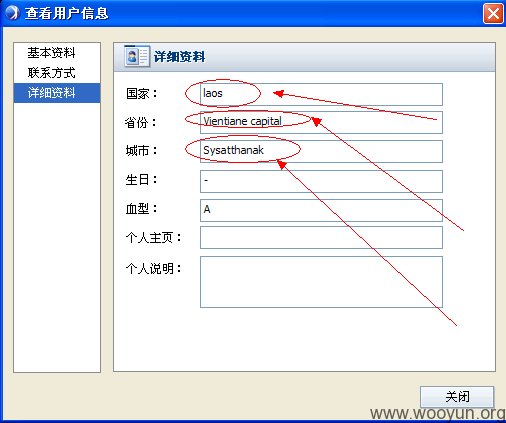 查看用户信息
基本资料
联系方式
详细资料
详细资料
国家：
laos
省份：
Vientiane capital
城市：
Sysatthanak
生日：
-
血型：
A
个人主页：
个人说明：
关闭
www.wooyun.org